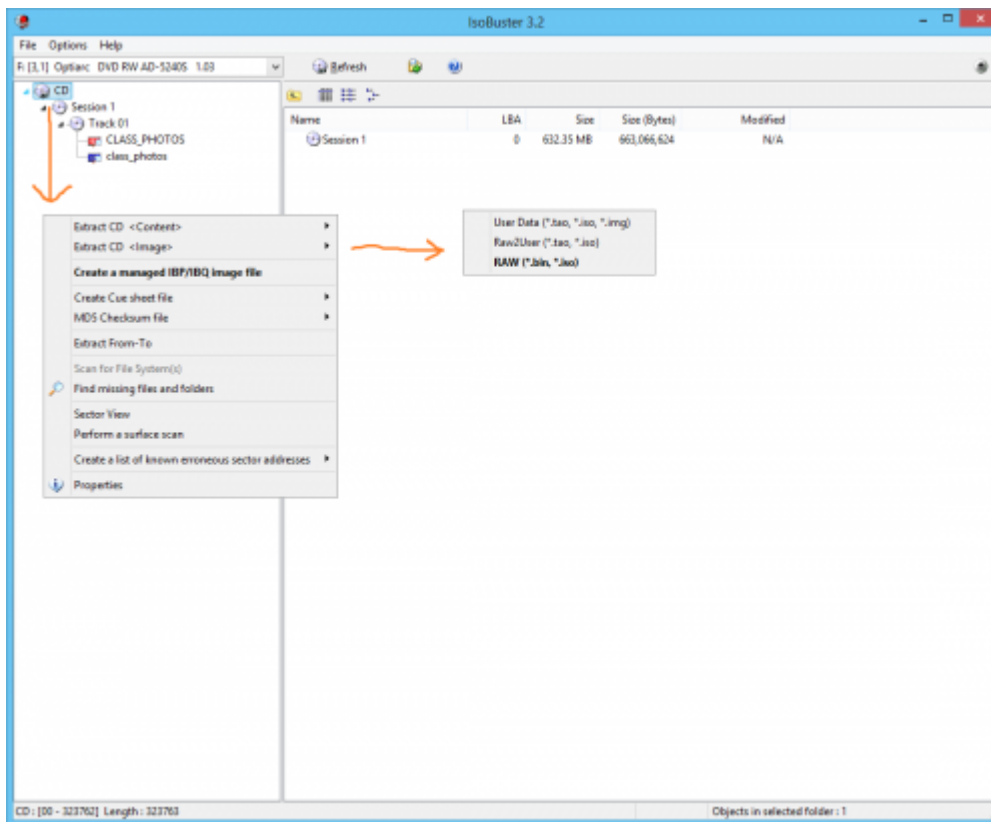 IsoBuster 3.2
File Options Help
F: [3,1] Optiarc DVD RW AD-5240S 1.03
Refresh
CD
Session 1
Track 01
CLASS_PHOTOS
class_photos
Name LBA Size Size (Bytes) Modified
Session 1 0 632.35 MB 663,066,624 N/A
Extract CD <Content>
Extract CD <Image>
Create a managed IBP/IBQ image file
Create Cue sheet file
MD5 Checksum file
Extract From-To
Scan for File System(s)
Find missing files and folders
Sector View
Perform a surface scan
Create a list of known erroneous sector addresses
Properties
User Data (*.tao, *.iso, *.img)
Raw2User (*.tao, *.iso)
RAW (*.bin, *.iso)
CD : [00 - 323762] Length : 323763
Objects in selected folder : 1